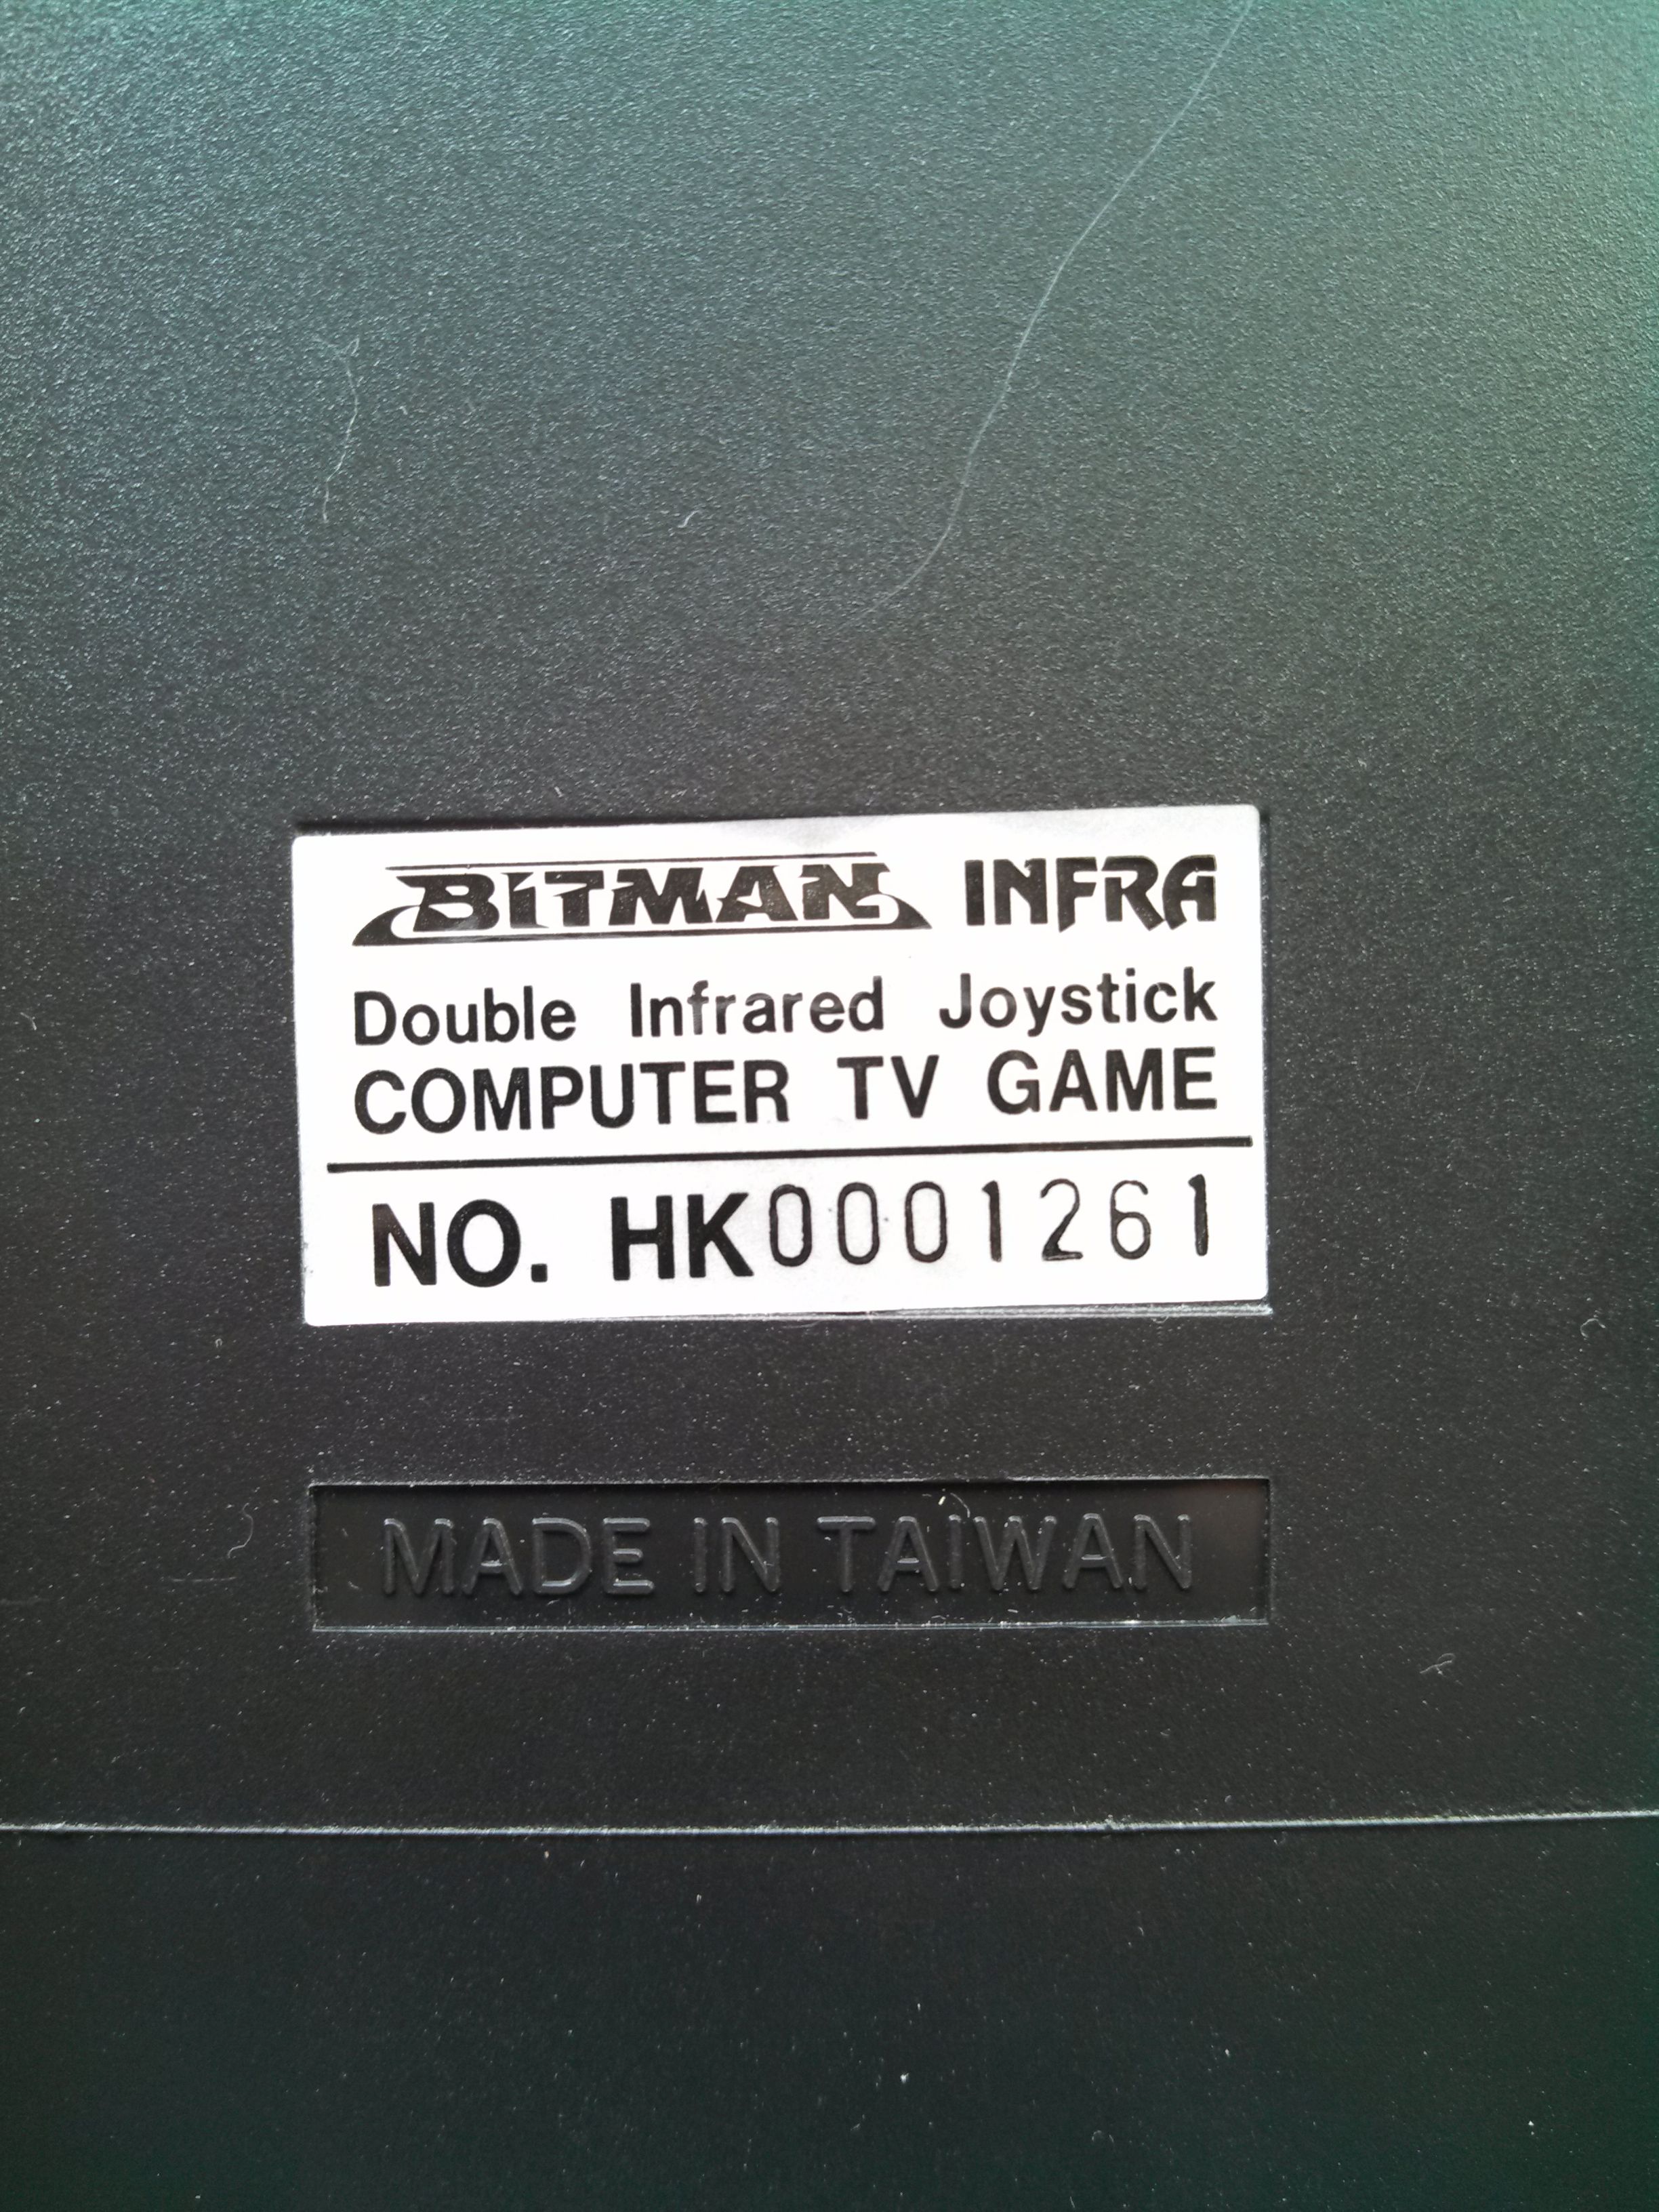 BITMAN INFRA
Double Infrared Joystick
COMPUTER TV GAME
NO. HK0001261
MADE IN TAIWAN